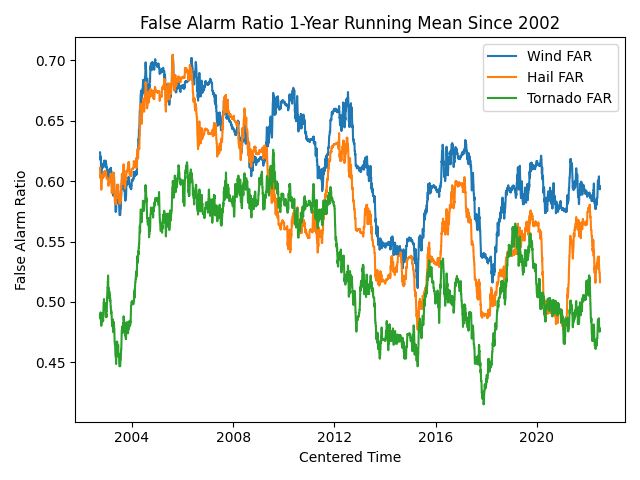 False Alarm Ratio 1-Year Running Mean Since 2002
Wind FAR
Hail FAR
Tornado FAR
False Alarm Ratio
0.70
0.65
0.60
0.55
0.50
0.45
2004 2008 2012 2016 2020
Centered Time